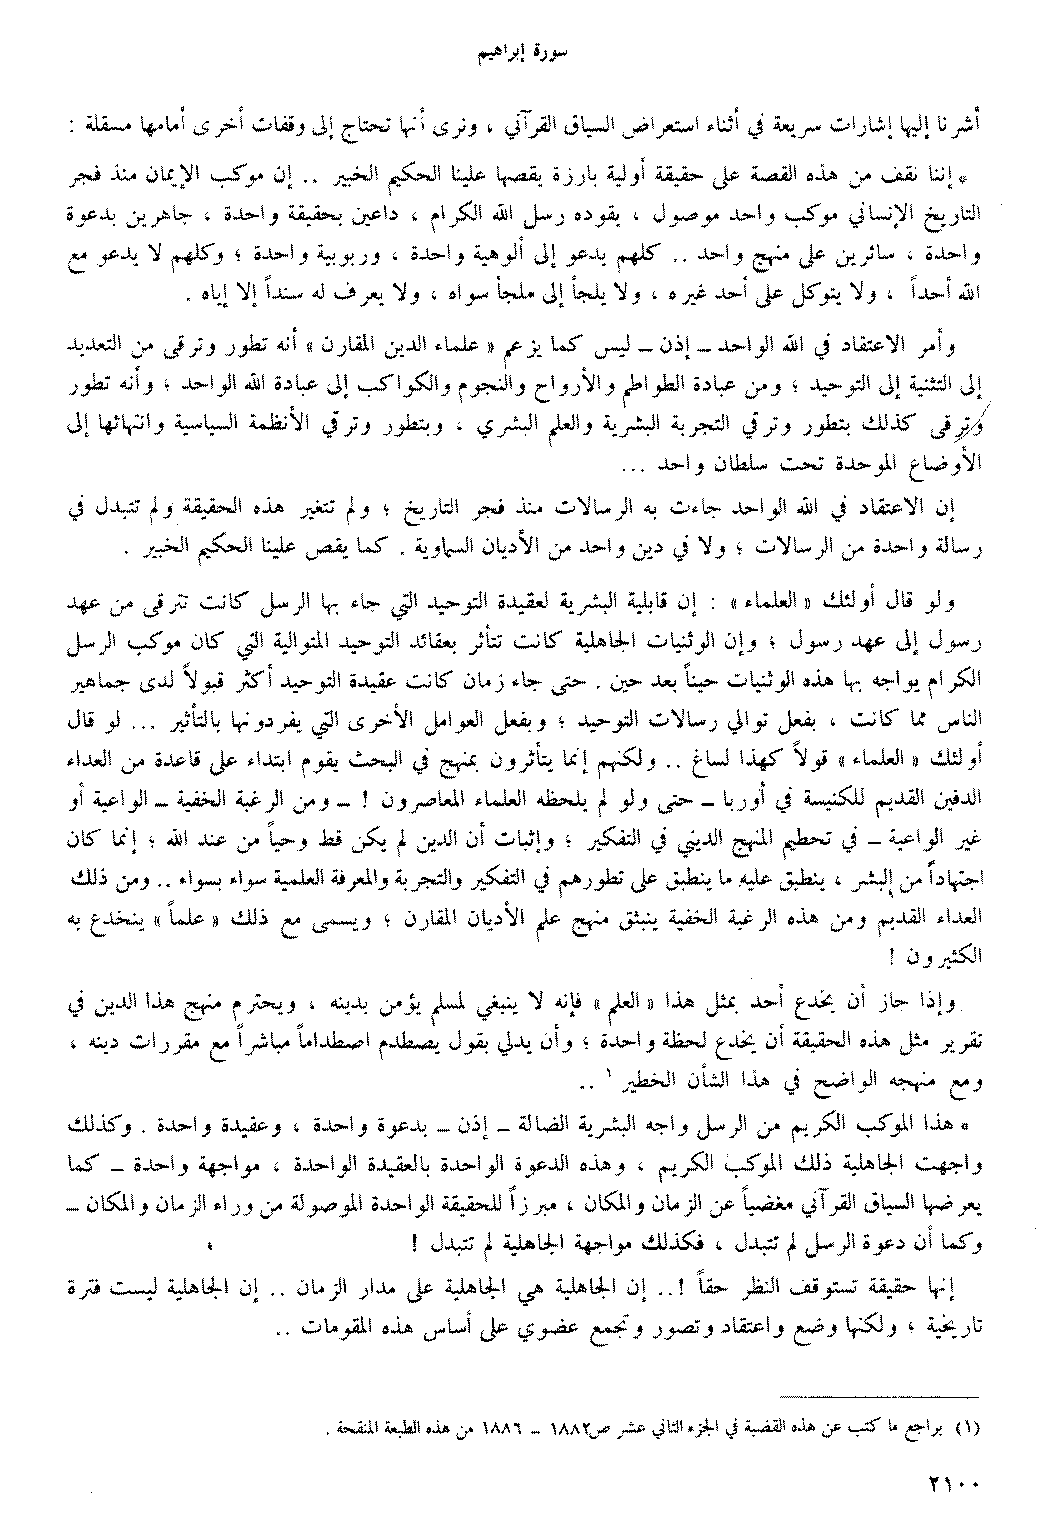 سورة إبراهيم
أشرنا إليها إشارات سريعة في أثناء استعراض السياق القرآني ، ونرى أنها تحتاج إلى وقفات أخرى أمامها مستقلة :
* إننا نقف من هذه القصة على حقيقة أولية بارزة يقصها علينا الحكيم الخبير .. إن موكب الإيمان منذ فجر
التاريخ الإنساني موكب واحد موصول ، يقوده رسل الله الكرام ، داعين بحقيقة واحدة ، جاهرين بدعوة
واحدة ، سائرين على منهج واحد .. كلهم يدعو إلى ألوهية واحدة ، وربوبية واحدة ؛ وكلهم لا يدعو مع
الله أحداً ، ولا يتوكل على أحد غيره ، ولا يلجأ إلى ملجأ سواه ، ولا يعرف له سنداً إلا إياه .
وأمر الاعتقاد في الله الواحد – إذن – ليس كما يزعم « علماء الدين المقارن » أنه تطور وترقى من التعديد
إلى التثنية إلى التوحيد ؛ ومن عبادة الطواطم والأرواح والنجوم والكواكب إلى عبادة الله الواحد ؛ وأنه تطور
وترقى كذلك بتطور وترقي التجربة البشرية والعلم البشري ، وبتطور وترقي الأنظمة السياسية وانتهائها إلى
الأوضاع الموحدة تحت سلطان واحد ...
إن الاعتقاد في الله الواحد جاءت به الرسالات منذ فجر التاريخ ؛ ولم تتغير هذه الحقيقة ولم تتبدل في
رسالة واحدة من الرسالات ؛ ولا في دين واحد من الأديان السماوية . كما يقص علينا الحكيم الخبير .
ولو قال أولئك « العلماء » : إن قابلية البشرية لعقيدة التوحيد التي جاء بها الرسل كانت تترقى من عهد
رسول إلى عهد رسول ؛ وإن الوثنيات الجاهلية كانت تتأثر بعقائد التوحيد المتوالية التي كان موكب الرسل
الكرام يواجه بها هذه الوثنيات حيناً بعد حين . حتى جاء زمان كانت عقيدة التوحيد أكثر قبولاً لدى جماهير
الناس مما كانت ، بفعل توالي رسالات التوحيد ؛ وبفعل العوامل الأخرى التي يفردونها بالتأثير ... لو قال
أولئك « العلماء » قولاً كهذا لساغ .. ولكنهم إنما يتأثرون بمنهج في البحث يقوم ابتداء على قاعدة من العداء
الدفين القديم للكنيسة في أوربا – حتى ولو لم يلحظه العلماء المعاصرون ! – ومن الرغبة الخفية – الواعية أو
غير الواعية – في تحطيم المنهج الديني في التفكير ؛ وإثبات أن الدين لم يكن قط وحياً من عند الله ؛ إنما كان
اجتهاداً من البشر ، ينطبق عليه ما ينطبق على تطورهم في التفكير والتجربة والمعرفة العلمية سواء بسواء .. ومن ذلك
العداء القديم ومن هذه الرغبة الخفية ينبثق منهج علم الأديان المقارن ؛ ويسمى مع ذلك « علماً » ينخدع به
الكثيرون !
وإذا جاز أن يخدع أحد بمثل هذا « العلم » فإنه لا ينبغي لمسلم يؤمن بدينه ، ويحترم منهج هذا الدين في
تقرير مثل هذه الحقيقة أن يخدع لحظة واحدة ؛ وأن يدلي بقول يصطدم اصطداماً مباشراً مع مقررات دينه ،
ومع منهجه الواضح في هذا الشأن الخطير ١ ..
* هذا الموكب الكريم من الرسل واجه البشرية الضالة – إذن – بدعوة واحدة ، وعقيدة واحدة . وكذلك
واجهت الجاهلية ذلك الموكب الكريم ، وهذه الدعوة الواحدة بالعقيدة الواحدة ، مواجهة واحدة – كما
يعرضها السياق القرآني مغضياً عن الزمان والمكان ، مبرزاً للحقيقة الواحدة الموصولة من وراء الزمان والمكان –
وكما أن دعوة الرسل لم تتبدل ، فكذلك مواجهة الجاهلية لم تتبدل !
إنها حقيقة تستوقف النظر حقاً !.. إن الجاهلية هي الجاهلية على مدار الزمان .. إن الجاهلية ليست فترة
تاريخية ؛ ولكنها وضع واعتقاد وتصور وتجمع عضوي على أساس هذه المقومات ..
(١) يراجع ما كتب عن هذه القضية في الجزء الثاني عشر ص١٨٨٢ – ١٨٨٦ من هذه الطبعة المنقحة .
٢١٠٠